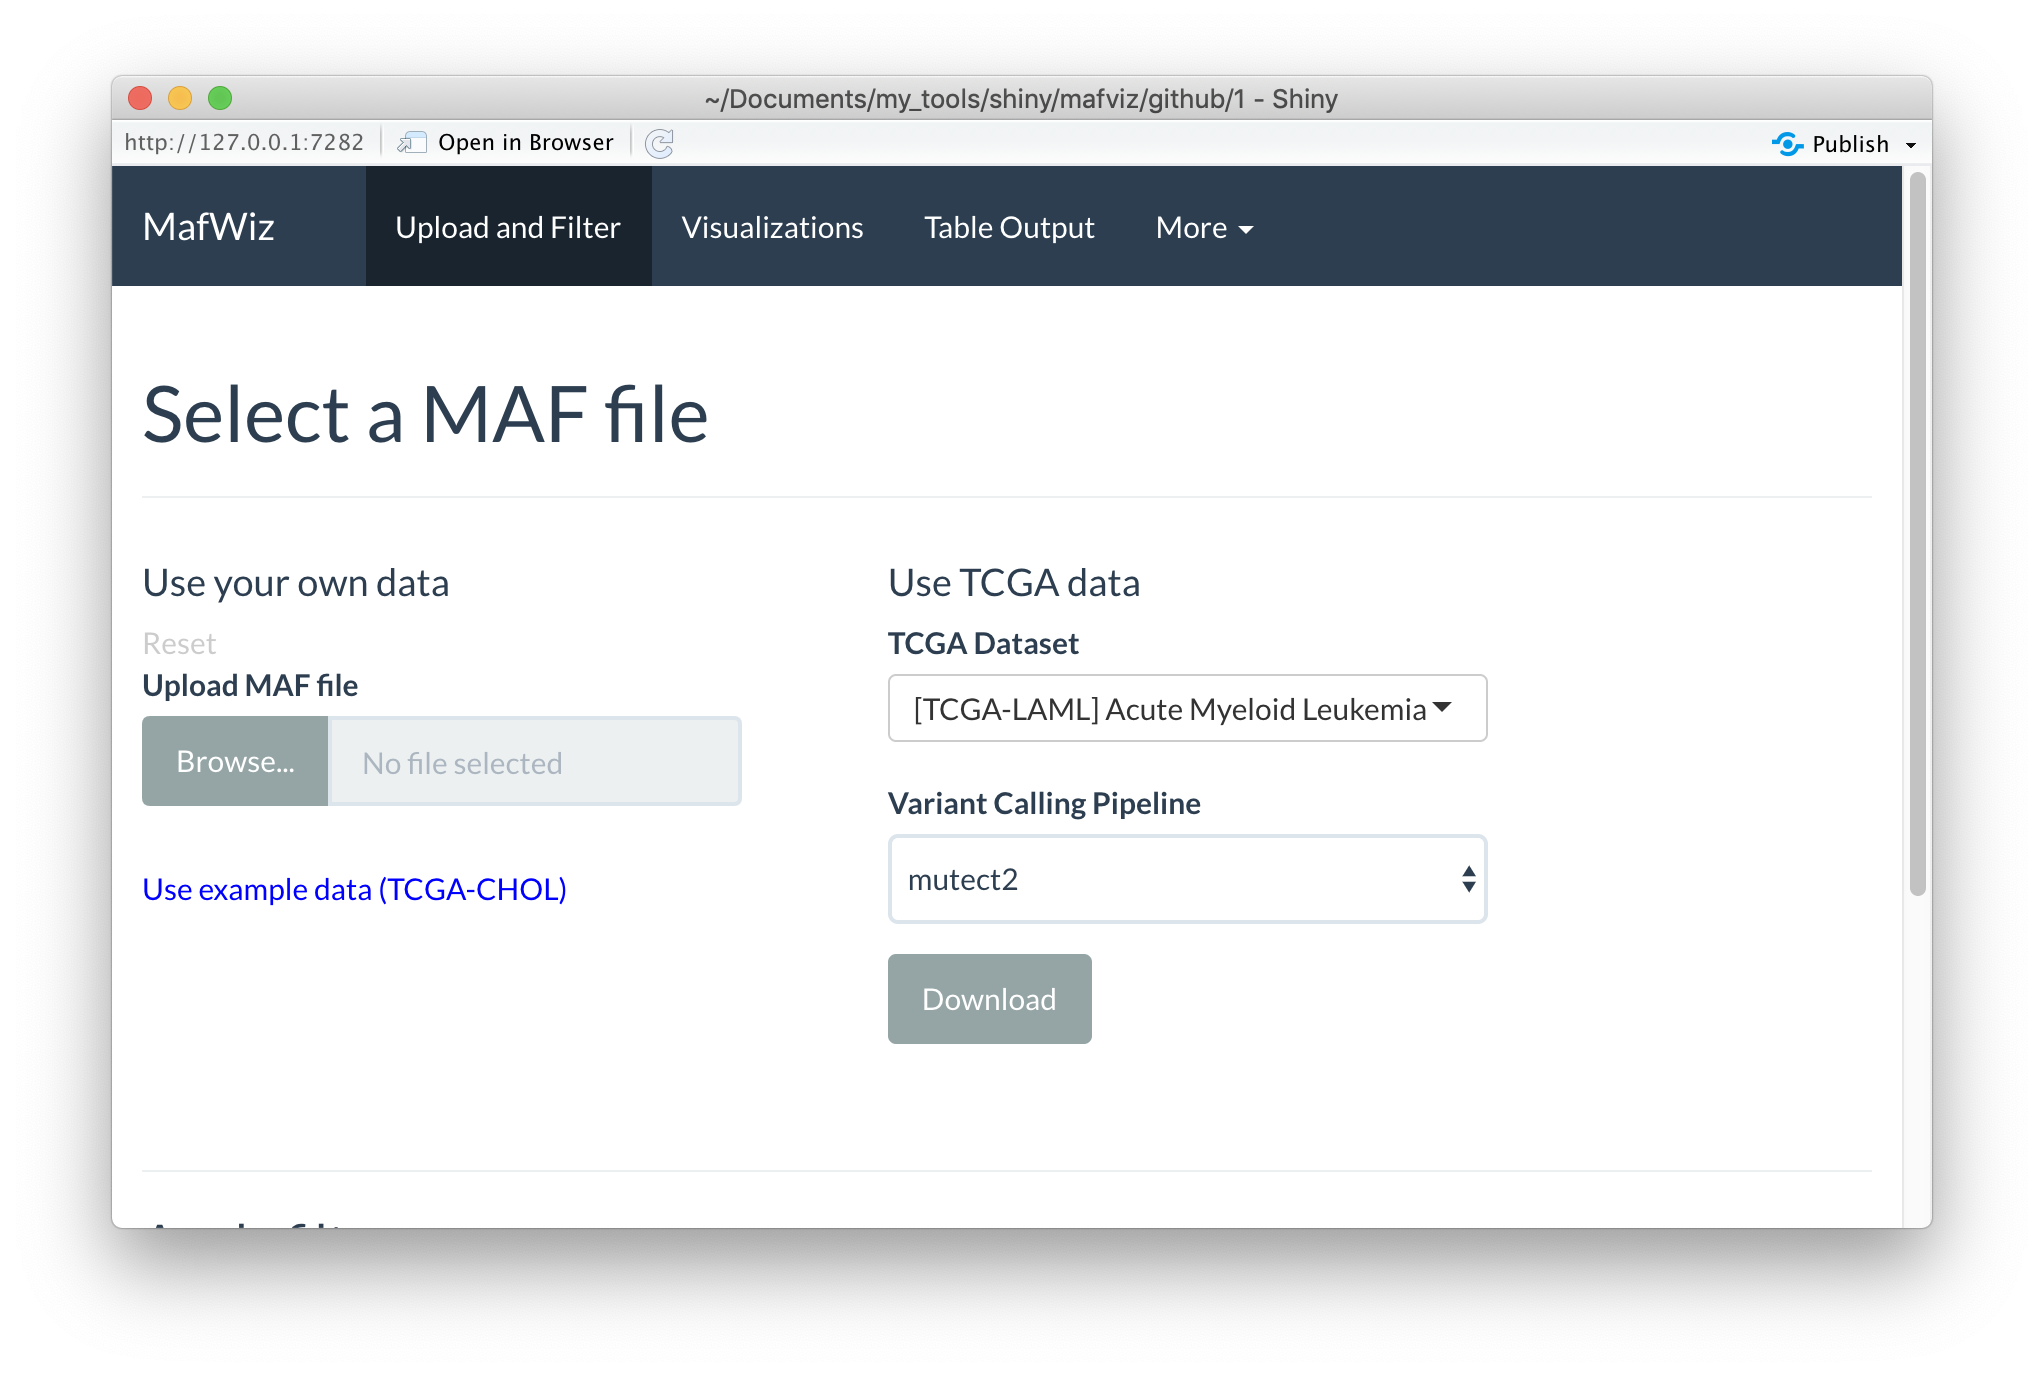 ~/Documents/my_tools/shiny/mafviz/github/1 - Shiny
http://127.0.0.1:7282 Open in Browser Publish
MafWiz Upload and Filter Visualizations Table Output More
Select a MAF file
Use your own data
Reset
Upload MAF file
Browse... No file selected
Use example data (TCGA-CHOL)
Use TCGA data
TCGA Dataset
[TCGA-LAML] Acute Myeloid Leukemia
Variant Calling Pipeline
mutect2
Download